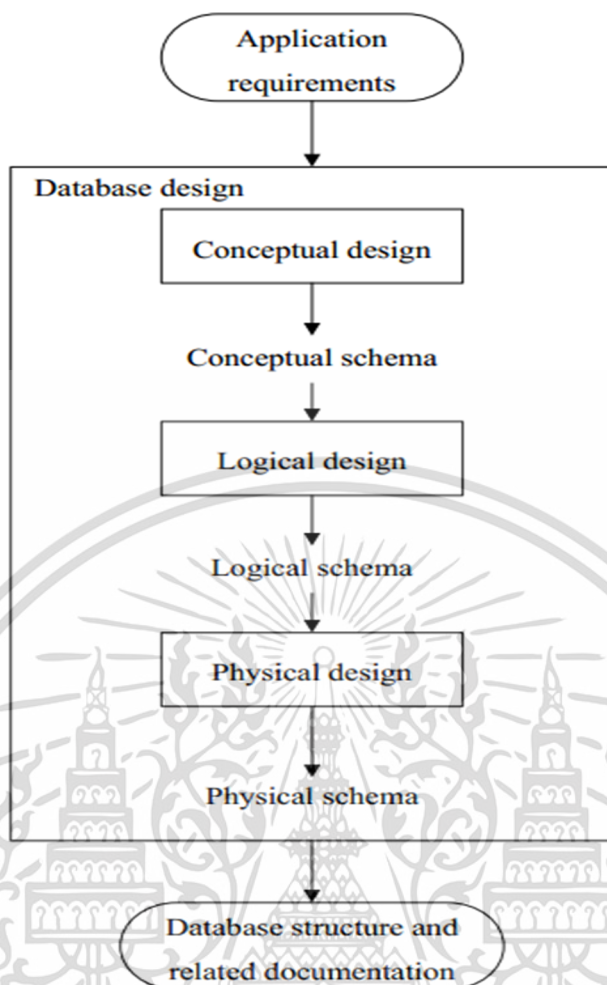 Application
requirements
Database design
Conceptual design
Conceptual schema
Logical design
Logical schema
Physical design
Physical schema
Database structure and
related documentation